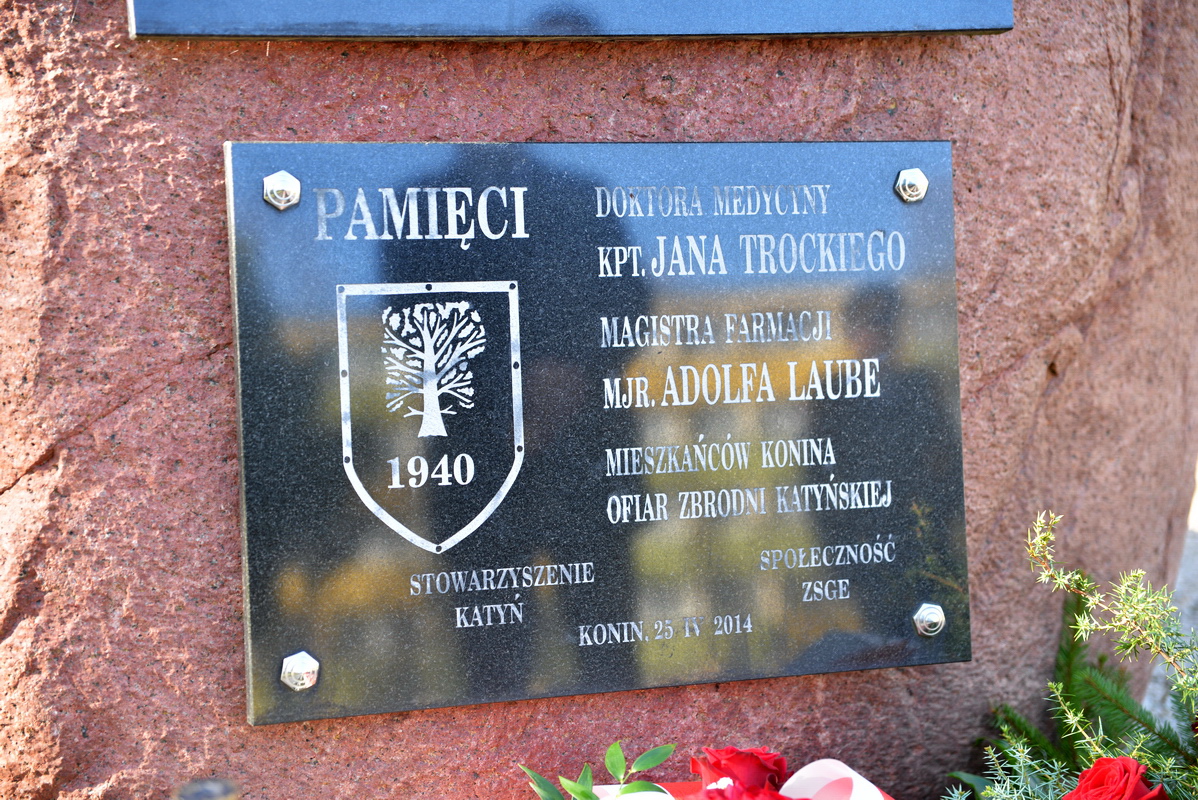 PAMIĘCI
1940
DOKTORA MEDYCYNY
KPT. JANA TROCKIEGO
MAGISTRA FARMACJI
MJR. ADOLFA LAUBE
MIESZKAŃCÓW KONINA
OFIAR ZBRODNI KATYŃSKIEJ
STOWARZYSZENIE
KATYŃ
SPOŁECZNOŚĆ
ZSGE
KONIN, 25 IV 2014